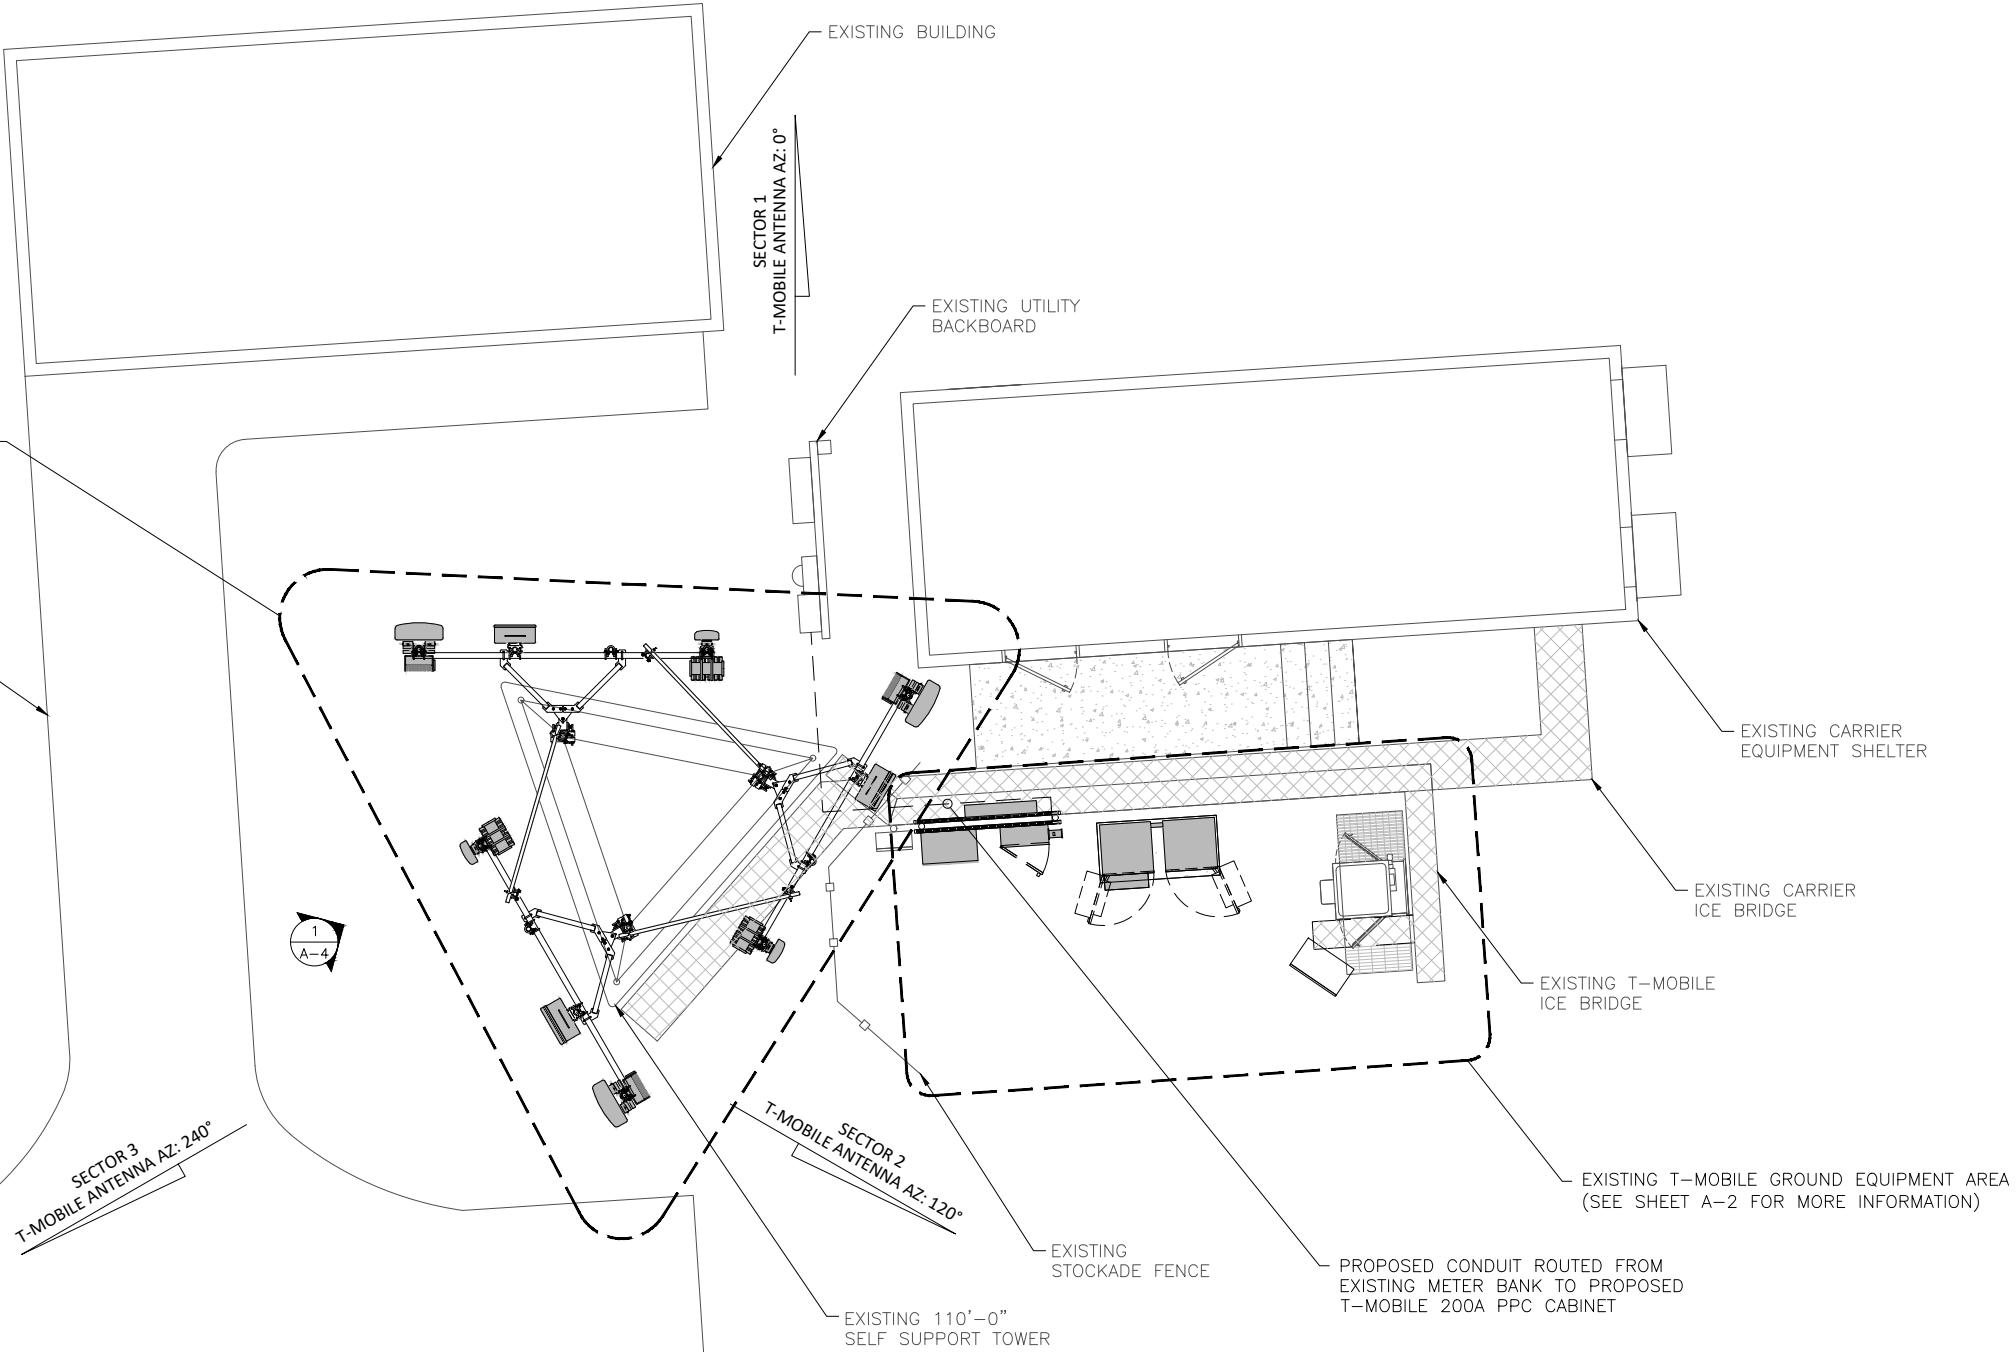 EXISTING BUILDING
SECTOR 1
T-MOBILE ANTENNA AZ: 0°
EXISTING UTILITY
BACKBOARD
EXISTING CARRIER
EQUIPMENT SHELTER
EXISTING CARRIER
ICE BRIDGE
1
A-4
EXISTING T-MOBILE
ICE BRIDGE
SECTOR 3
T-MOBILE ANTENNA AZ: 240°
SECTOR 2
T-MOBILE ANTENNA AZ: 120°
EXISTING T-MOBILE GROUND EQUIPMENT AREA
(SEE SHEET A-2 FOR MORE INFORMATION)
EXISTING
STOCKADE FENCE
PROPOSED CONDUIT ROUTED FROM
EXISTING METER BANK TO PROPOSED
T-MOBILE 200A PPC CABINET
EXISTING 110'-0"
SELF SUPPORT TOWER